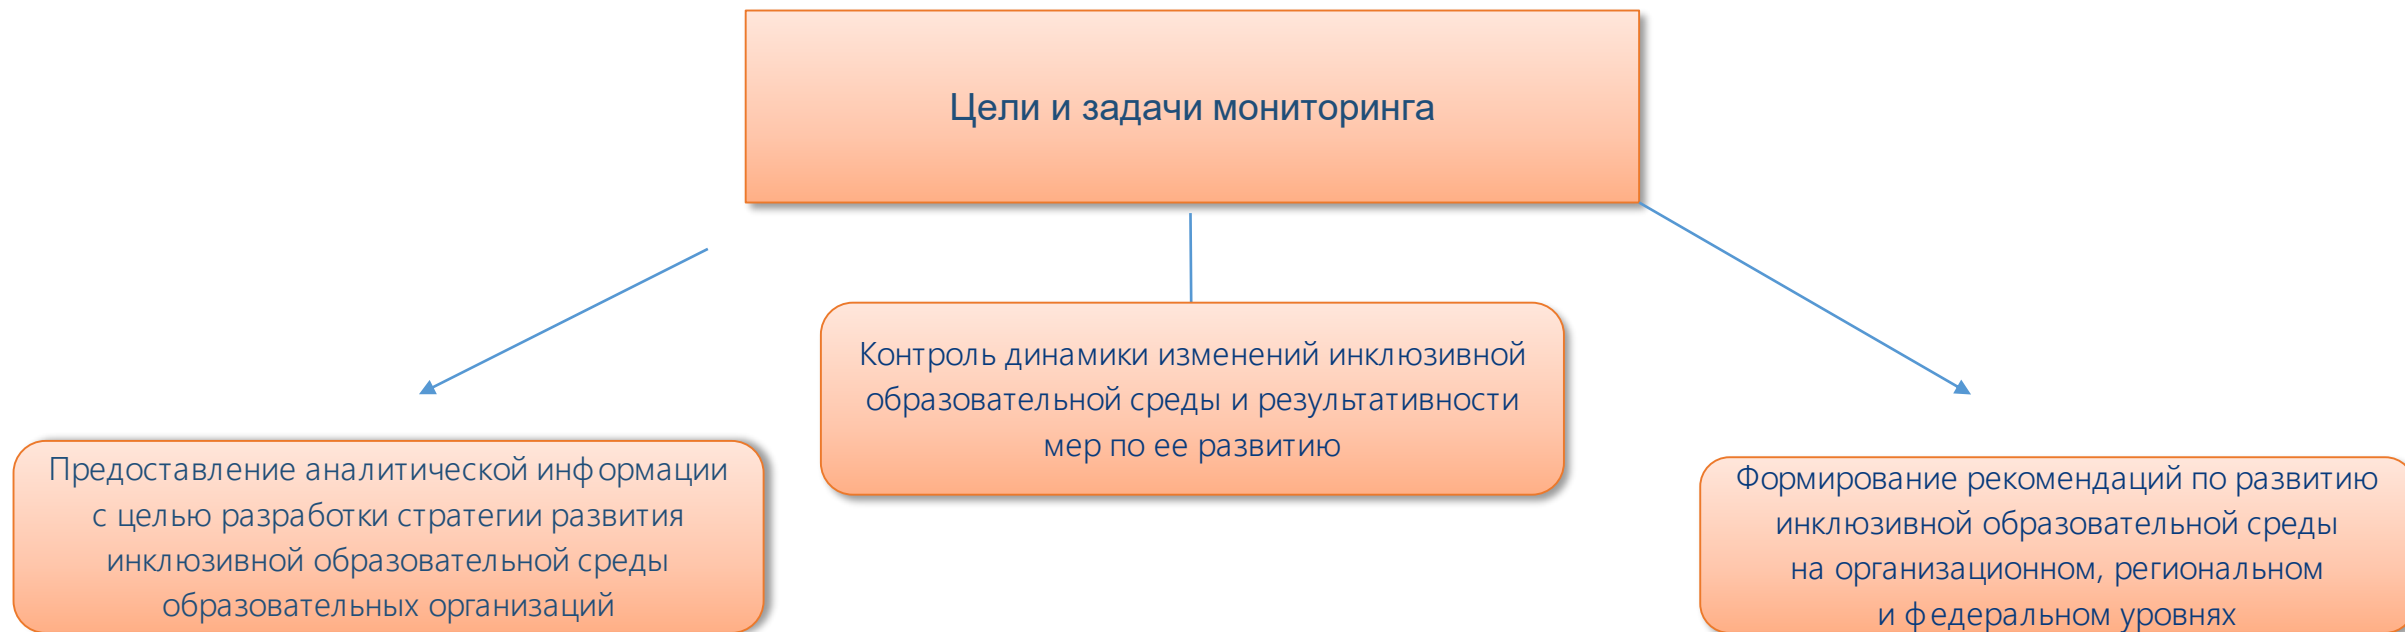 Цели и задачи мониторинга
Предоставление аналитической информации
с целью разработки стратегии развития
инклюзивной образовательной среды
образовательных организаций
Контроль динамики изменений инклюзивной
образовательной среды и результативности
мер по ее развитию
Формирование рекомендаций по развитию
инклюзивной образовательной среды
на организационном, региональном
и федеральном уровнях